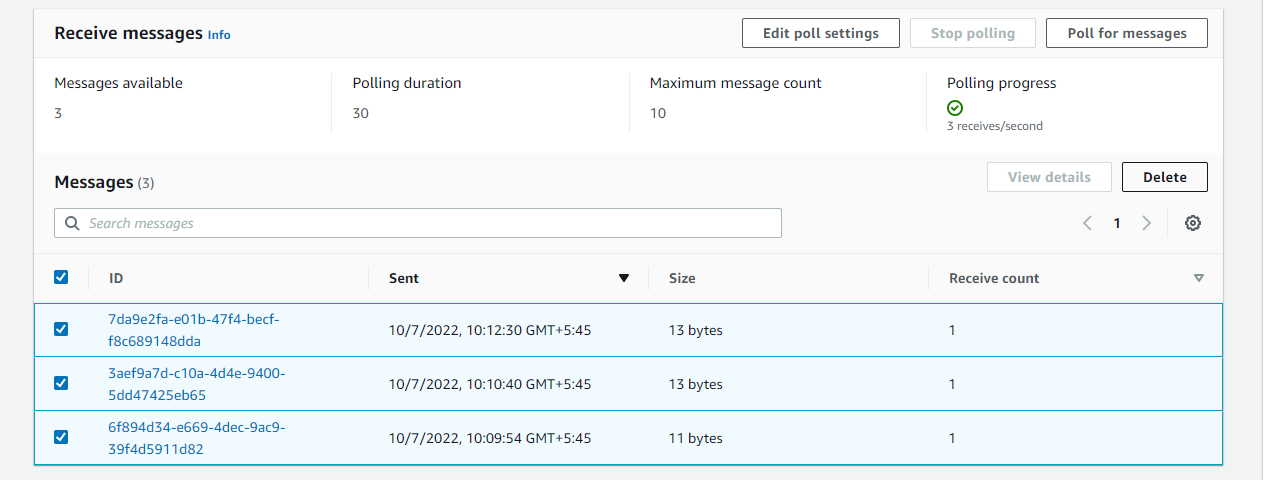 Receive messages Info
Edit poll settings
Stop polling
Poll for messages
Messages available
3
Polling duration
30
Maximum message count
10
Polling progress
3 receives/second
Messages (3)
View details
Delete
Search messages
1
ID
Sent
Size
Receive count
7da9e2fa-e01b-47f4-becf-
f8c689148dda
10/7/2022, 10:12:30 GMT+5:45
13 bytes
1
3aef9a7d-c10a-4d4e-9400-
5dd47425eb65
10/7/2022, 10:10:40 GMT+5:45
13 bytes
1
6f894d34-e669-4dec-9ac9-
39f4d5911d82
10/7/2022, 10:09:54 GMT+5:45
11 bytes
1